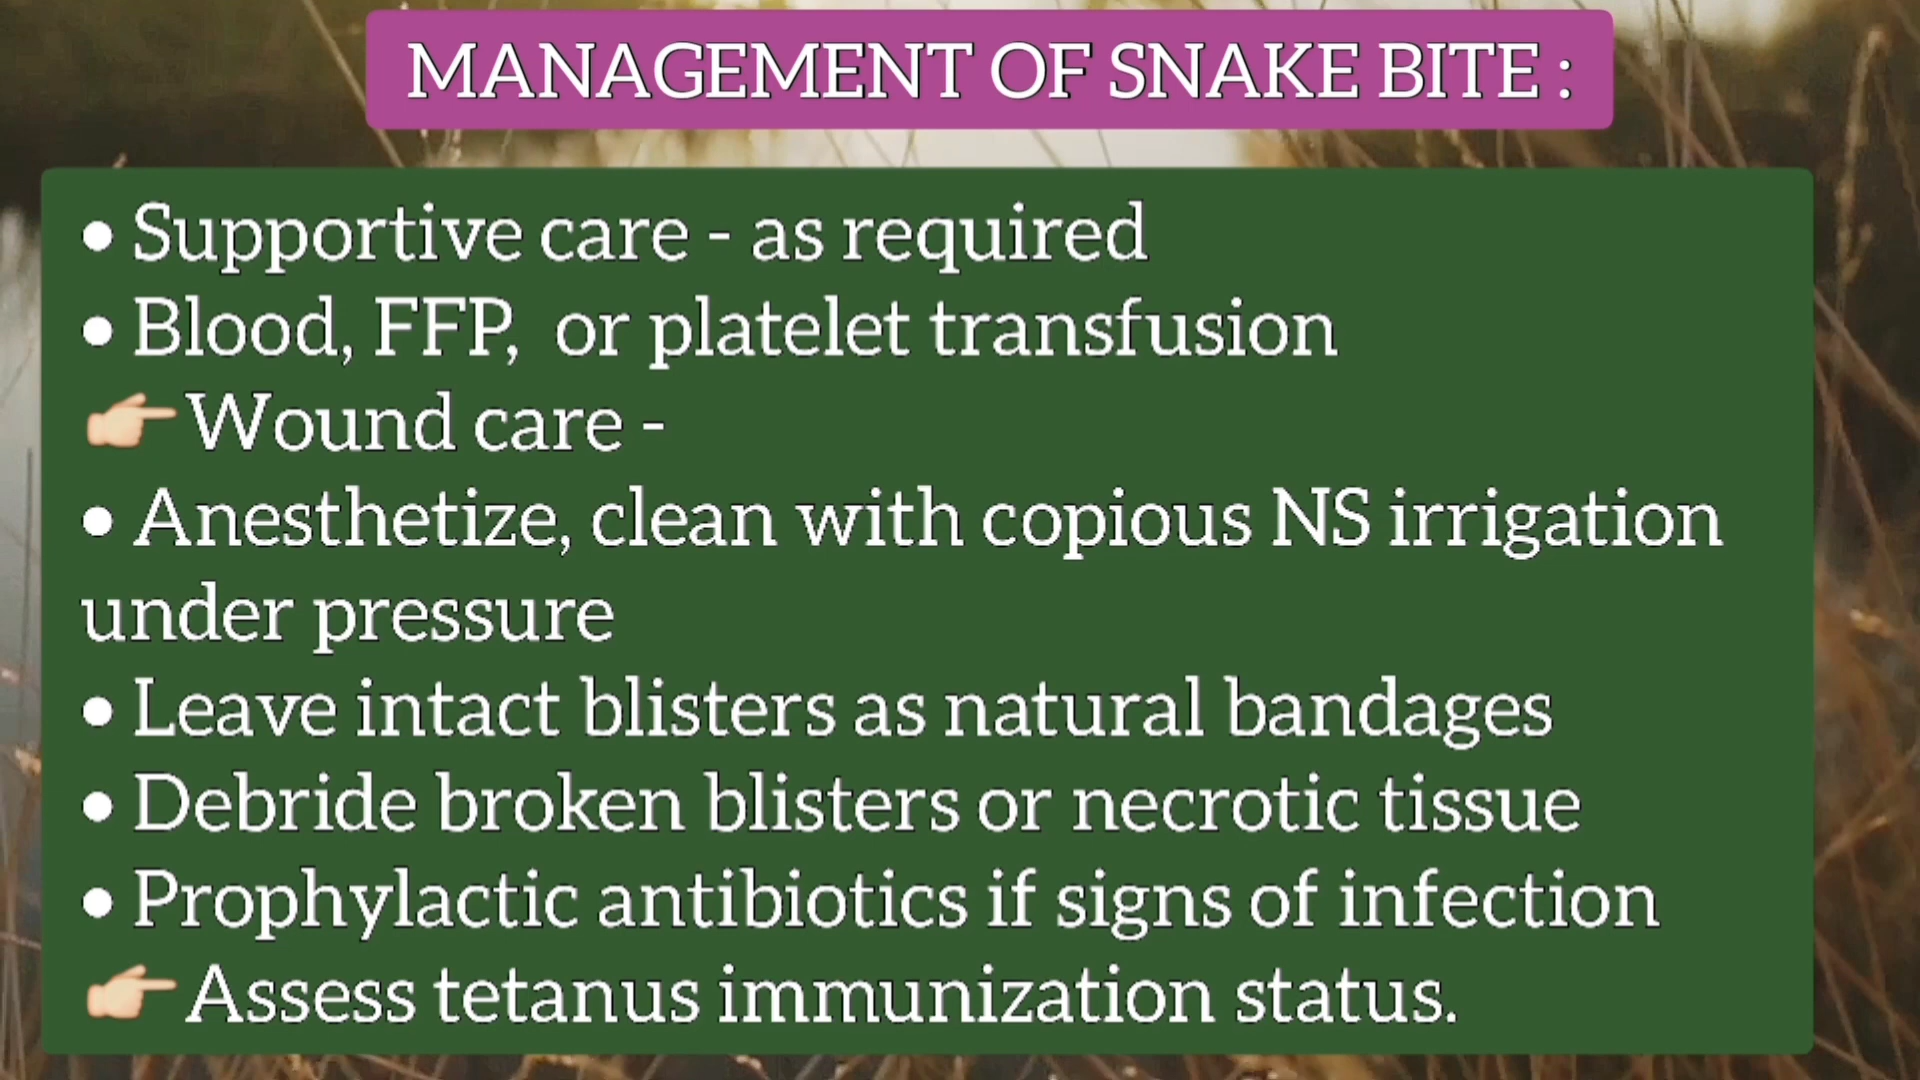 MANAGEMENT OF SNAKE BITE :
• Supportive care - as required
• Blood, FFP, or platelet transfusion
👉Wound care -
• Anesthetize, clean with copious NS irrigation
under pressure
• Leave intact blisters as natural bandages
• Debride broken blisters or necrotic tissue
• Prophylactic antibiotics if signs of infection
👉Assess tetanus immunization status.